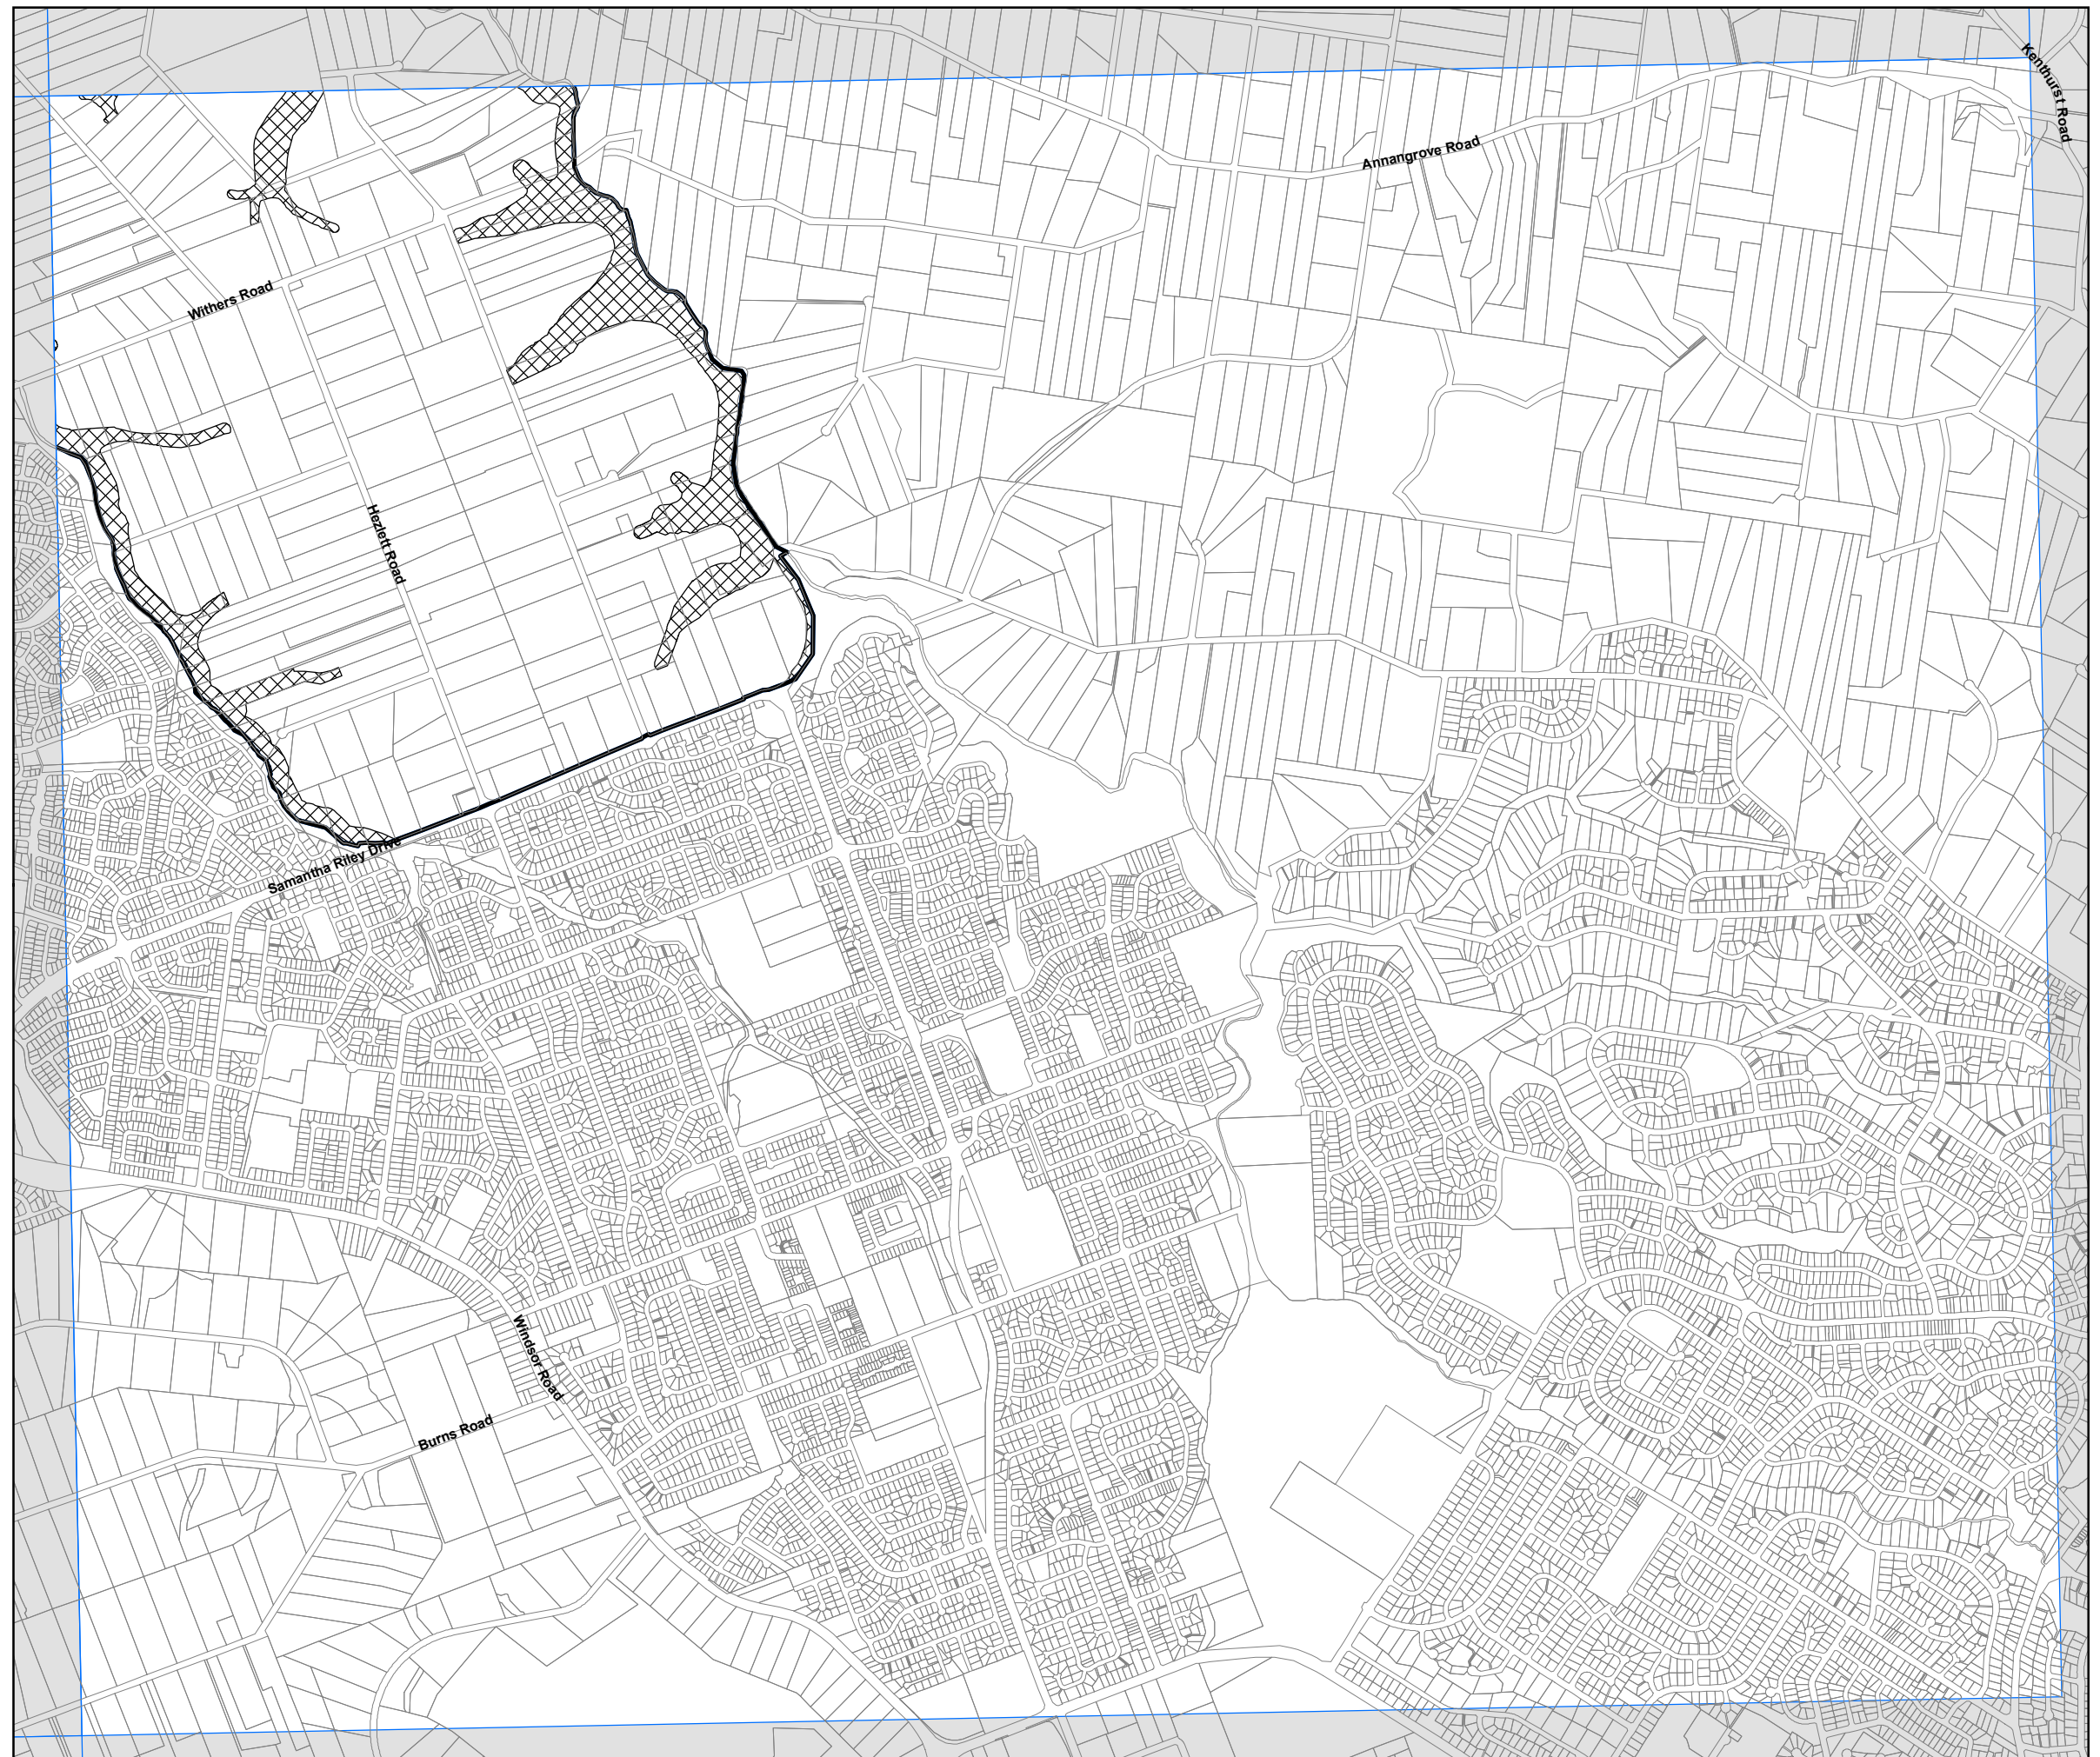 Kenthurst Road
Annangrove Road
Withers Road
Hezlett Road
Samantha Riley Drive
Windsor Road
Burns Road